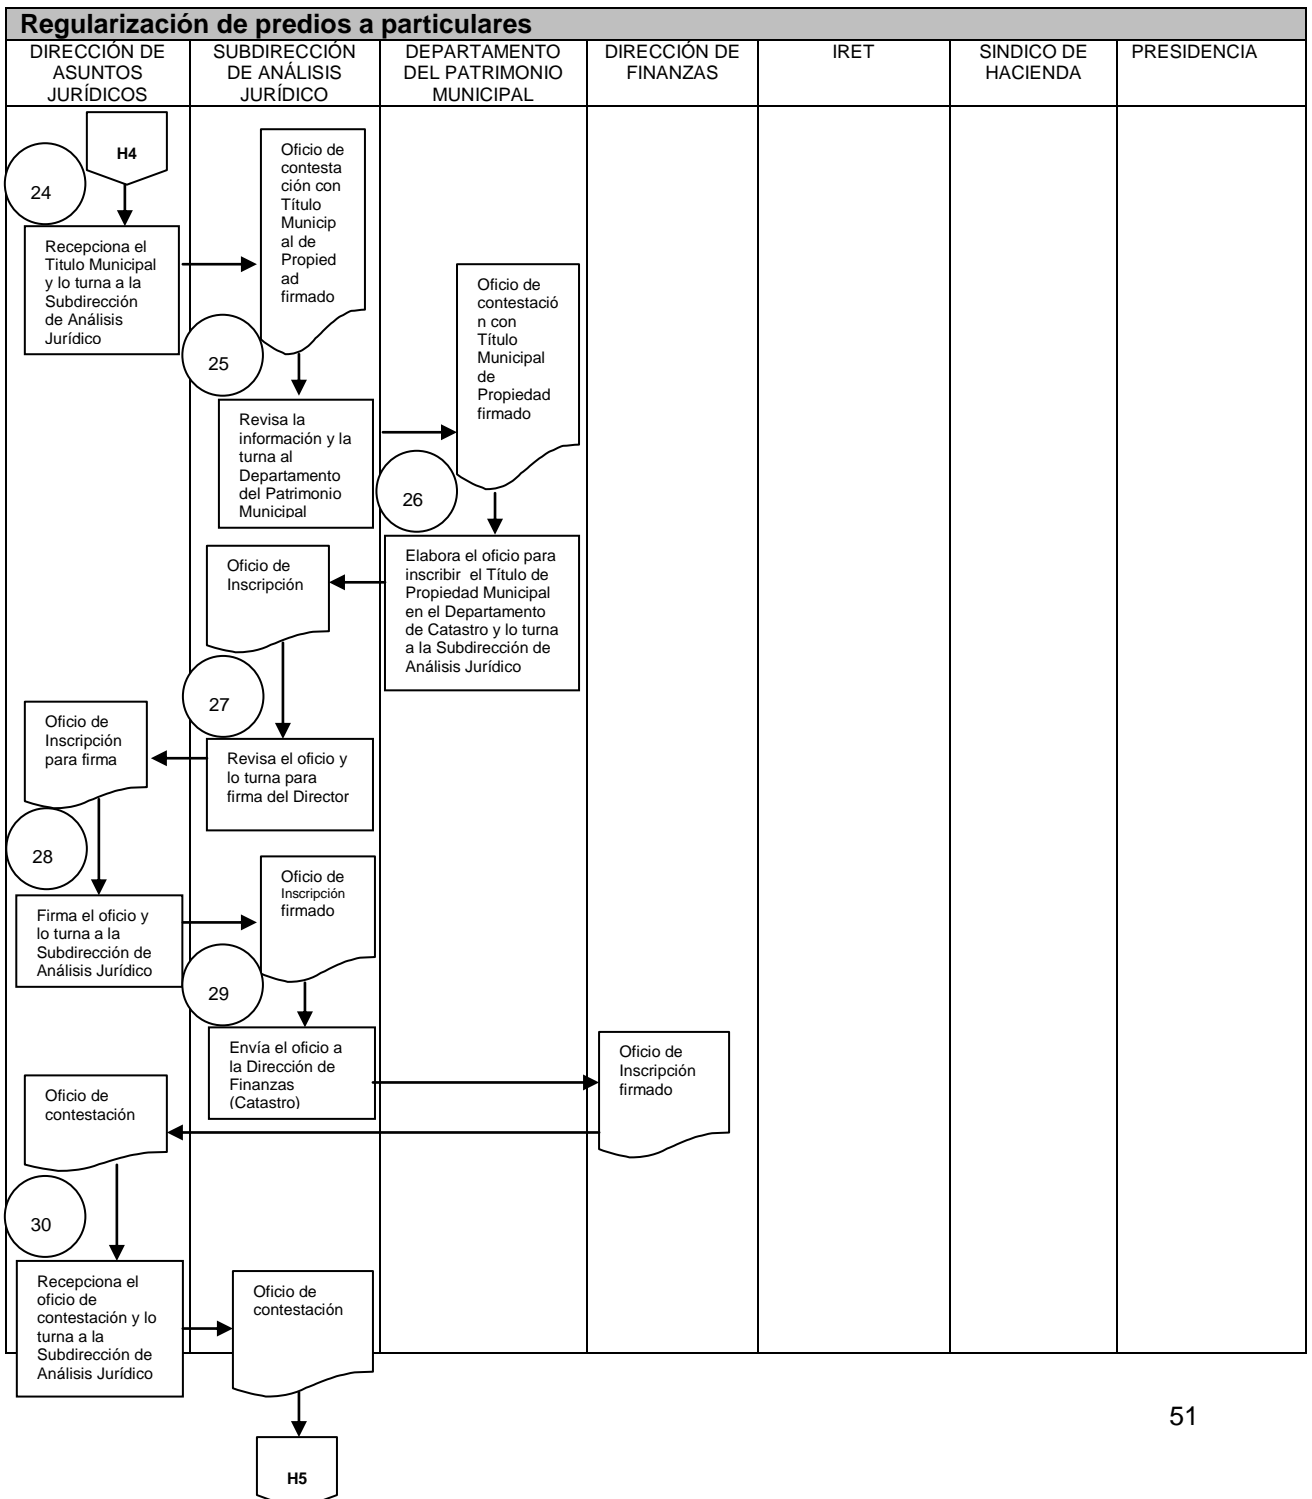 Regularización de predios a particulares
DIRECCIÓN DE
ASUNTOS
JURÍDICOS
SUBDIRECCIÓN
DE ANÁLISIS
JURÍDICO
DEPARTAMENTO
DEL PATRIMONIO
MUNICIPAL
DIRECCIÓN DE
FINANZAS
IRET
SINDICO DE
HACIENDA
PRESIDENCIA
H4
24
Recepciona el
Titulo Municipal
y lo turna a la
Subdirección
de Análisis
Jurídico
Oficio de
contesta
ción con
Título
Municip
al de
Propied
ad
firmado
25
Revisa la
información y la
turna al
Departamento
del Patrimonio
Municipal
Oficio de
contestació
n con
Título
Municipal
de
Propiedad
firmado
26
Elabora el oficio para
inscribir el Título de
Propiedad Municipal
en el Departamento
de Catastro y lo turna
a la Subdirección de
Análisis Jurídico
Oficio de
Inscripción
27
Revisa el oficio y
lo turna para
firma del Director
Oficio de
Inscripción
para firma
28
Firma el oficio y
lo turna a la
Subdirección de
Análisis Jurídico
Oficio de
Inscripción
firmado
29
Envía el oficio a
la Dirección de
Finanzas
(Catastro)
Oficio de
Inscripción
firmado
Oficio de
contestación
30
Recepciona el
oficio de
contestación y lo
turna a la
Subdirección de
Análisis Jurídico
Oficio de
contestación
H5
51